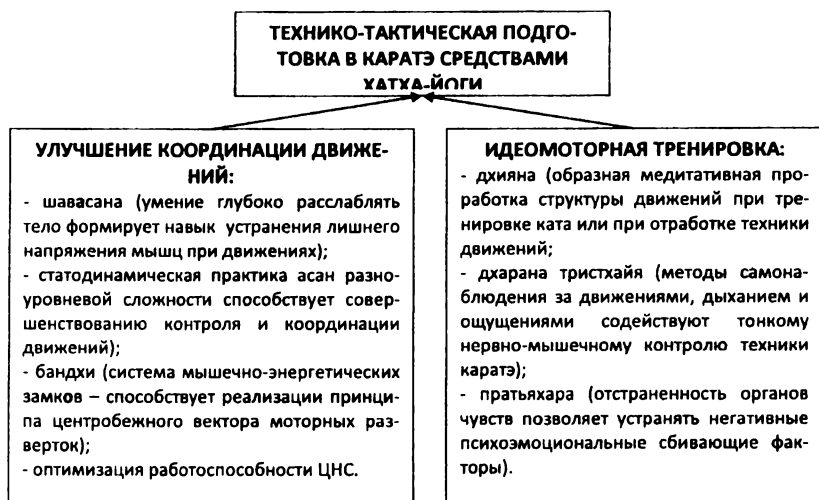 ТЕХНИКО-ТАКТИЧЕСКАЯ ПОДГО-
ТОВКА В КАРАТЭ СРЕДСТВАМИ
ХАТХА-ЙОГИ
УЛУЧШЕНИЕ КООРДИНАЦИИ ДВИЖЕ-
НИЙ:
- шавасана (умение глубоко расслаблять
тело формирует навык устранения лишнего
напряжения мышц при движениях);
- статодинамическая практика асан разно-
уровневой сложности способствует совер-
шенствованию контроля и координации
движений);
- бандхи (система мышечно-энергетических
замков – способствует реализации принци-
па центробежного вектора моторных раз-
верток);
- оптимизация работоспособности ЦНС.
ИДЕОМОТОРНАЯ ТРЕНИРОВКА:
- дхияна (образная медитативная про-
работка структуры движений при тре-
нировке ката или при отработке техники
движений;
- дхарана тристхайя (методы самона-
блюдения за движениями, дыханием и
ощущениями содействуют тонкому
нервно-мышечному контролю техники
каратэ);
- пратьяхара (отстраненность органов
чувств позволяет устранять негативные
психоэмоциональные сбивающие фак-
торы).